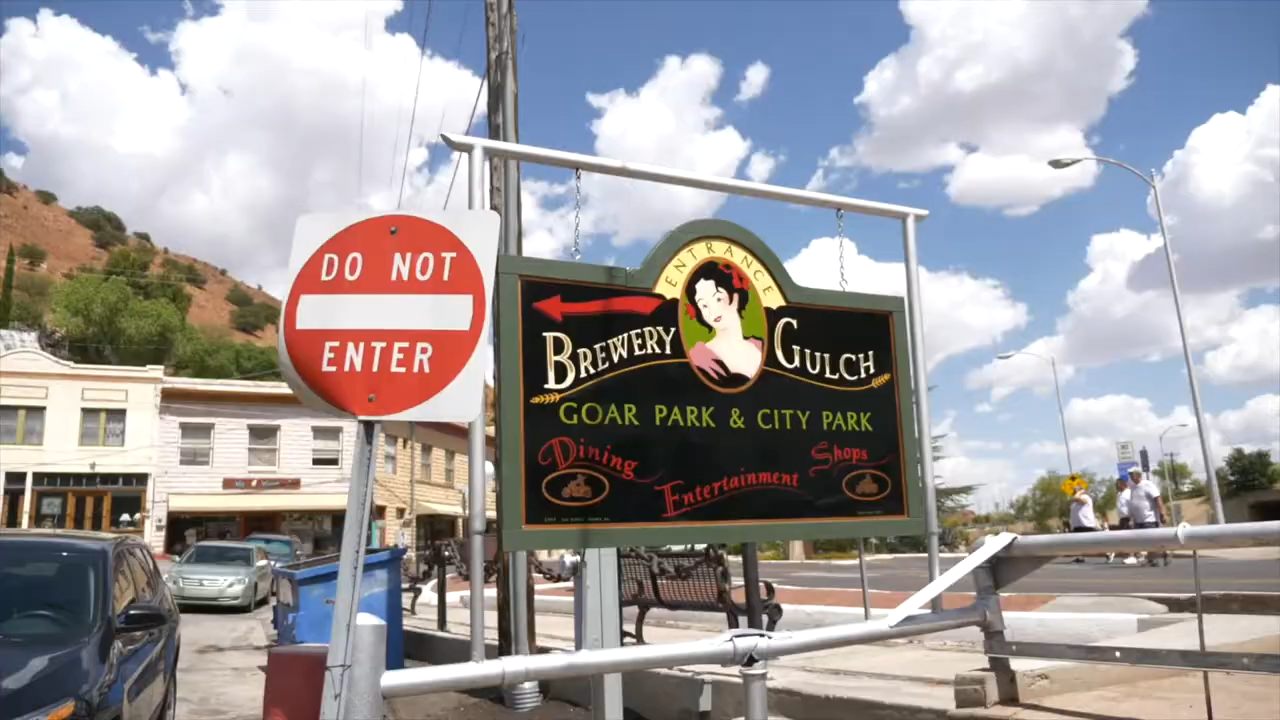 DO NOT
ENTER
ENTRANCE
BREWERY GULCH
GOAR PARK & CITY PARK
Dining
Entertainment
Shops